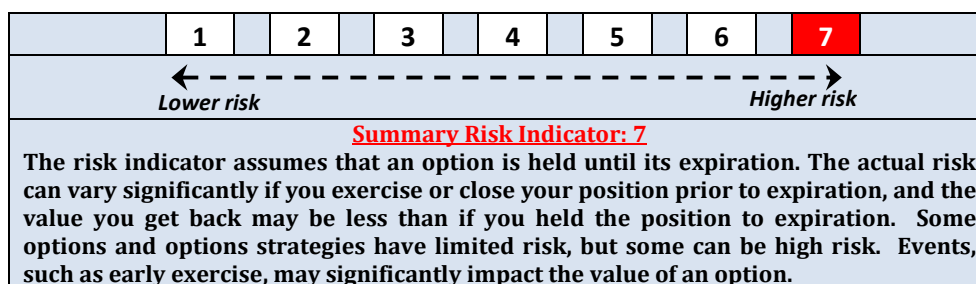 1 2 3 4 5 6 7
Lower risk Higher risk
Summary Risk Indicator: 7
The risk indicator assumes that an option is held until its expiration. The actual risk
can vary significantly if you exercise or close your position prior to expiration, and the
value you get back may be less than if you held the position to expiration. Some
options and options strategies have limited risk, but some can be high risk. Events,
such as early exercise, may significantly impact the value of an option.